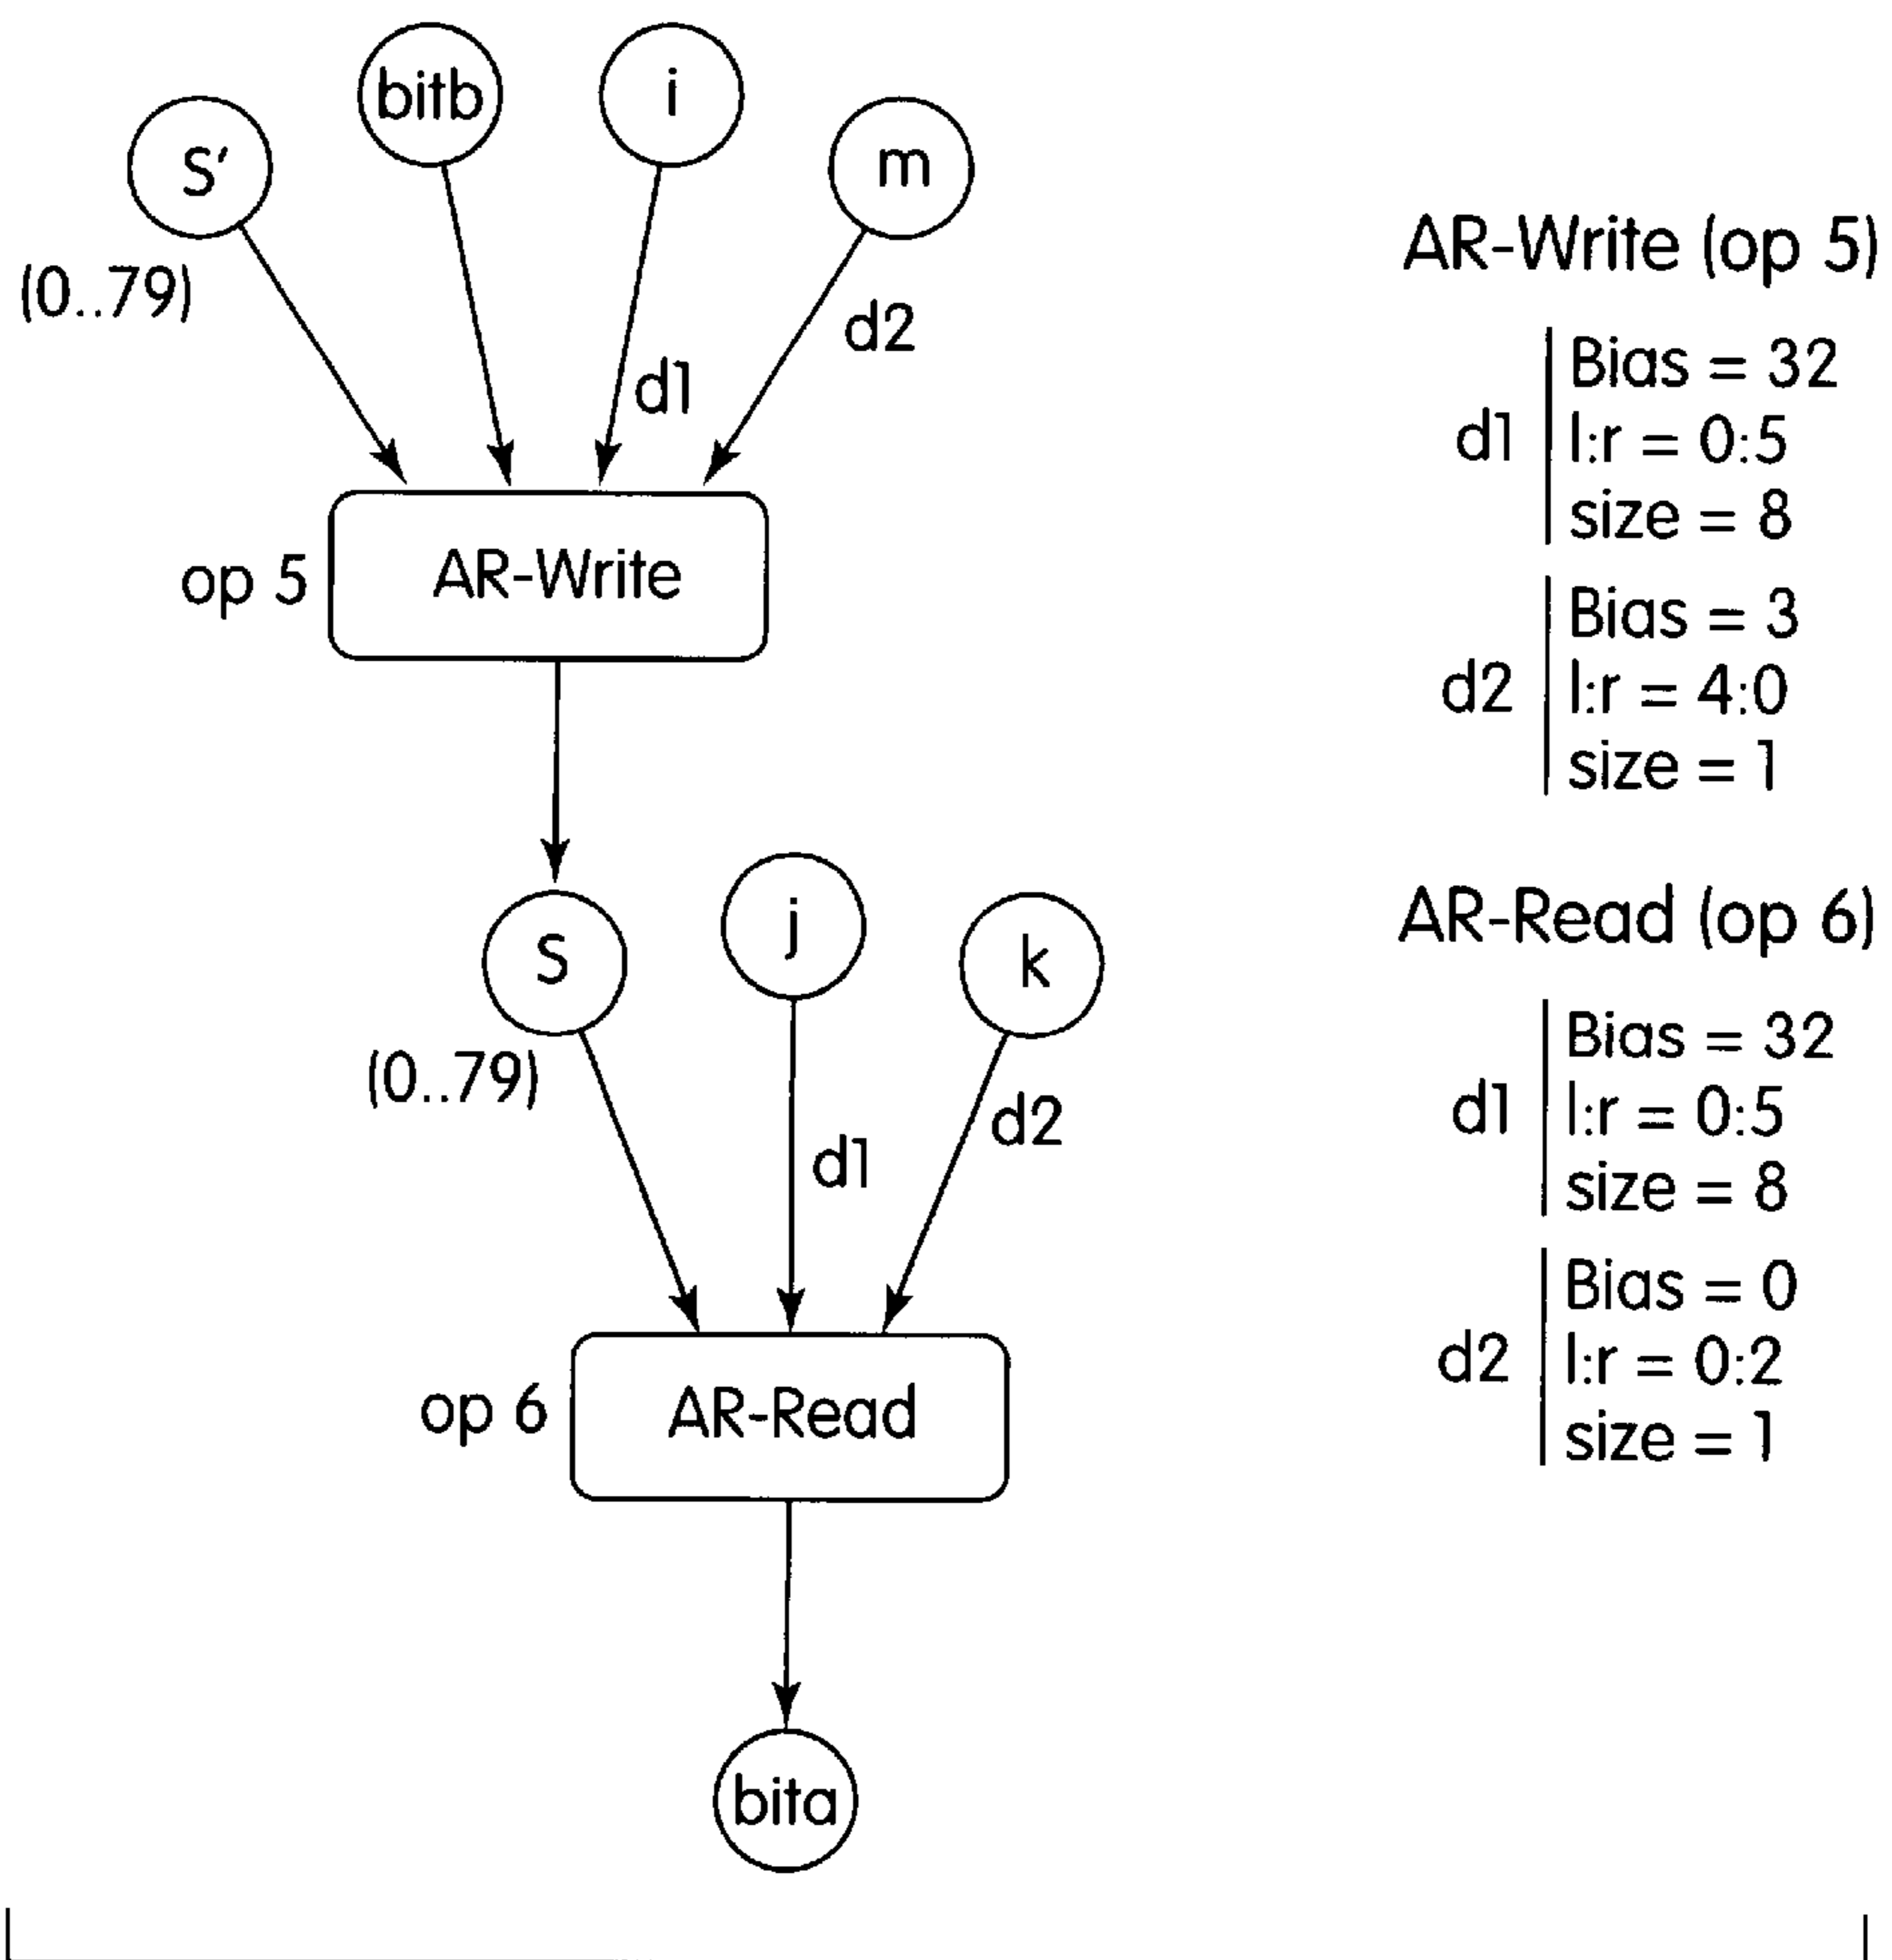 bitb
i
S'
m
(0..79)
d2
d1
op 5
AR-Write
S
j
k
(0..79)
d1
d2
op 6
AR-Read
bita
AR-Write (op 5)
d1
Bias = 32
l:r = 0:5
size = 8
d2
Bias = 3
l:r = 4:0
size = 1
AR-Read (op 6)
d1
Bias = 32
l:r = 0:5
size = 8
d2
Bias = 0
l:r = 0:2
size = 1